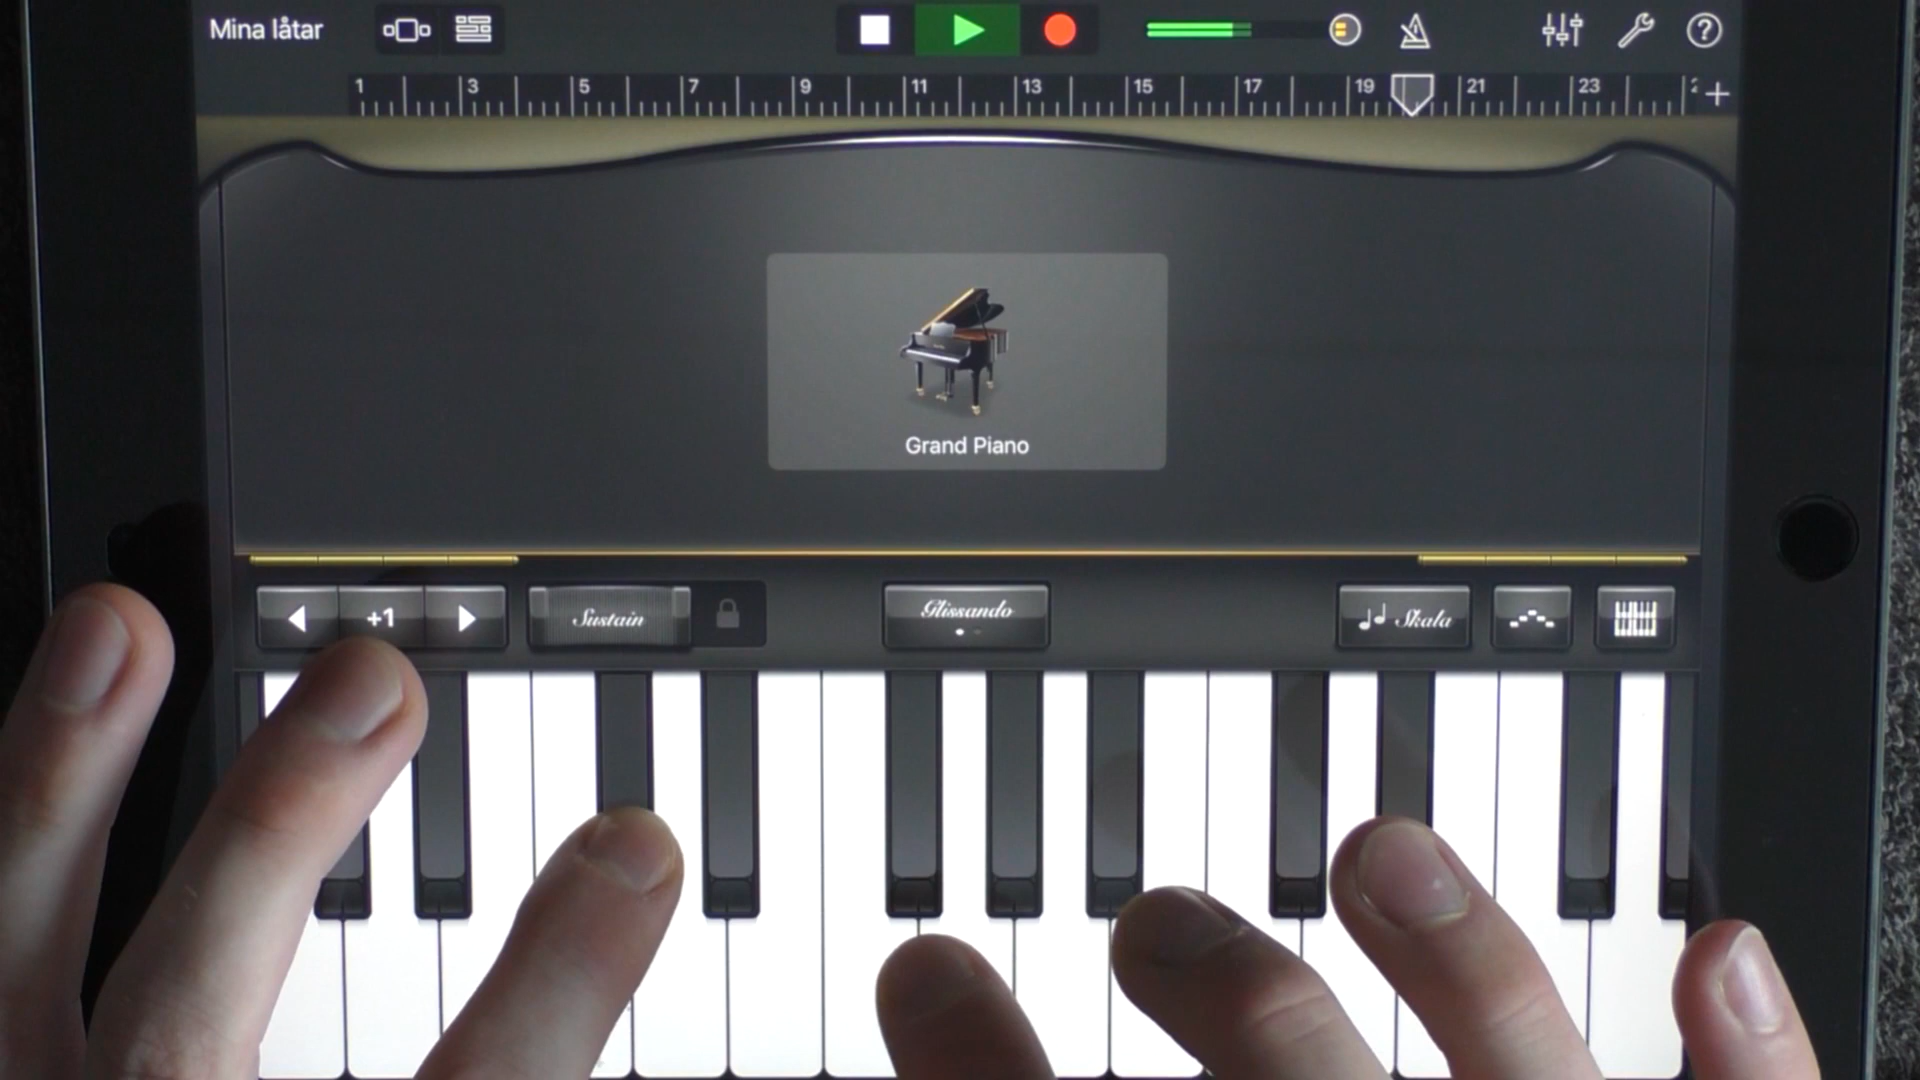 Mina låtar
1 3 5 7 9 11 13 15 17 19 21 23
Grand Piano
+1 Sustain Glissando Skala